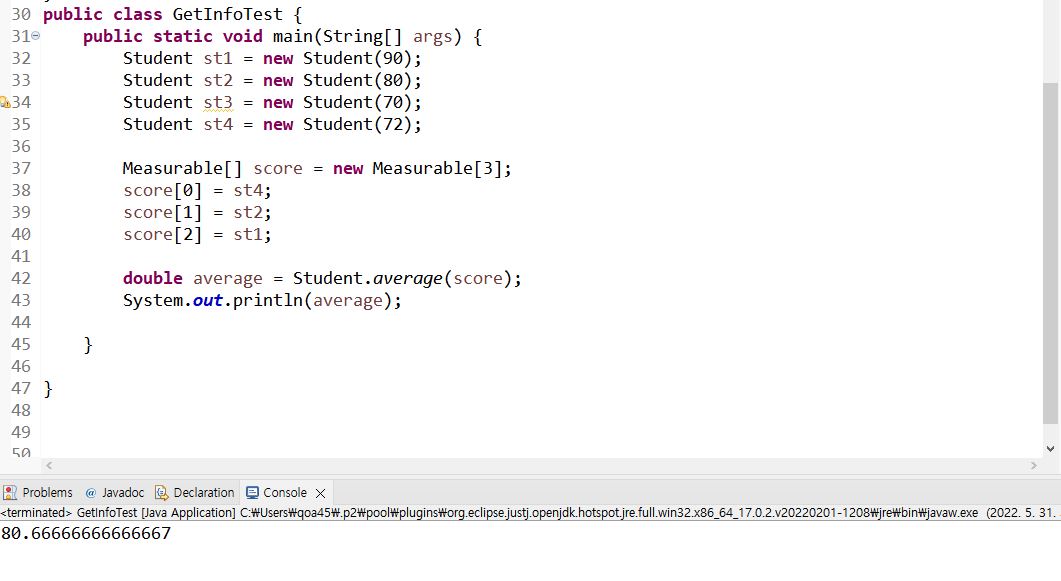 30 public class GetInfoTest {
31 public static void main(String[] args) {
32 Student st1 = new Student(90);
33 Student st2 = new Student(80);
34 Student st3 = new Student(70);
35 Student st4 = new Student(72);
36
37 Measurable[] score = new Measurable[3];
38 score[0] = st4;
39 score[1] = st2;
40 score[2] = st1;
41
42 double average = Student.average(score);
43 System.out.println(average);
44
45 }
46
47 }
48
49
50
Problems @ Javadoc Declaration Console
<terminated> GetInfoTest [Java Application] C:₩Users₩qoa45₩.p2₩pool₩plugins₩org.eclipse.justj.openjdk.hotspot.jre.full.win32.x86_64_17.0.2.v20220201-1208₩jre₩bin₩javaw.exe (2022. 5. 31.
80.66666666666667